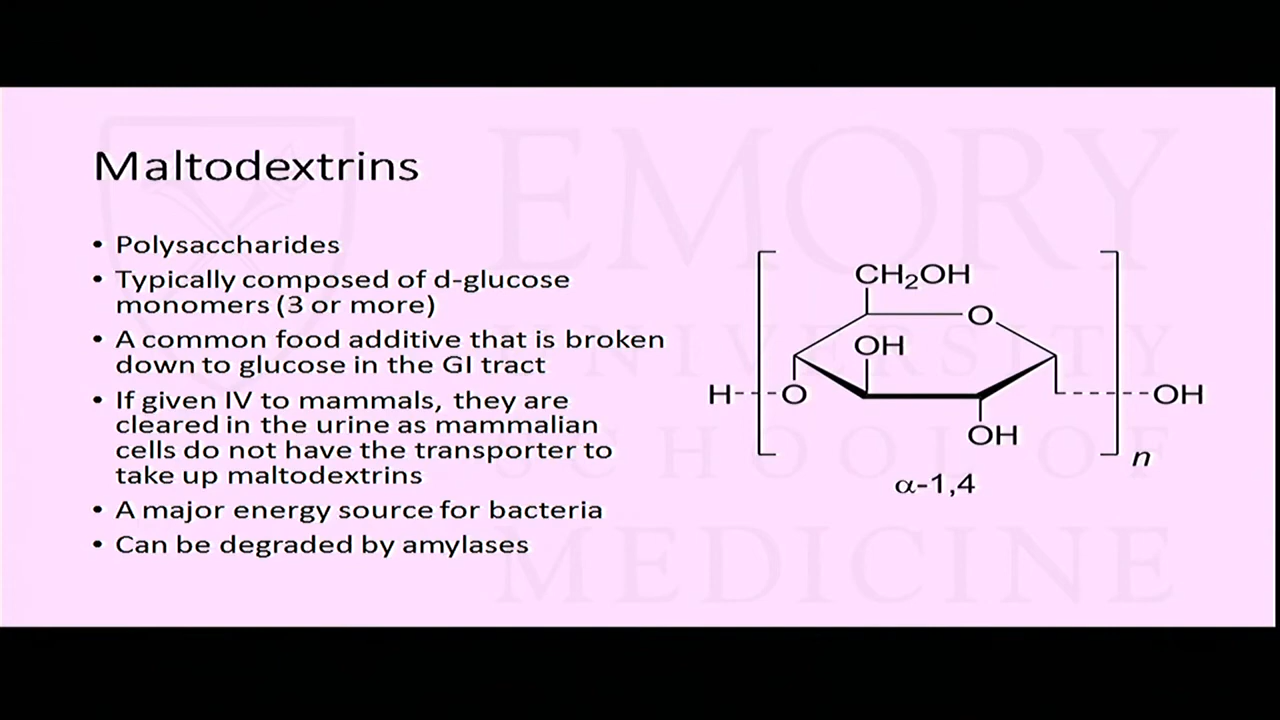 EMORY
UNIVERSITY
SCHOOL OF
MEDICINE
Maltodextrins
• Polysaccharides
• Typically composed of d-glucose
monomers (3 or more)
• A common food additive that is broken
down to glucose in the GI tract
• If given IV to mammals, they are
cleared in the urine as mammalian
cells do not have the transporter to
take up maltodextrins
• A major energy source for bacteria
• Can be degraded by amylases
CH₂OH
O
OH
H--O
--OH
OH
n
α-1,4